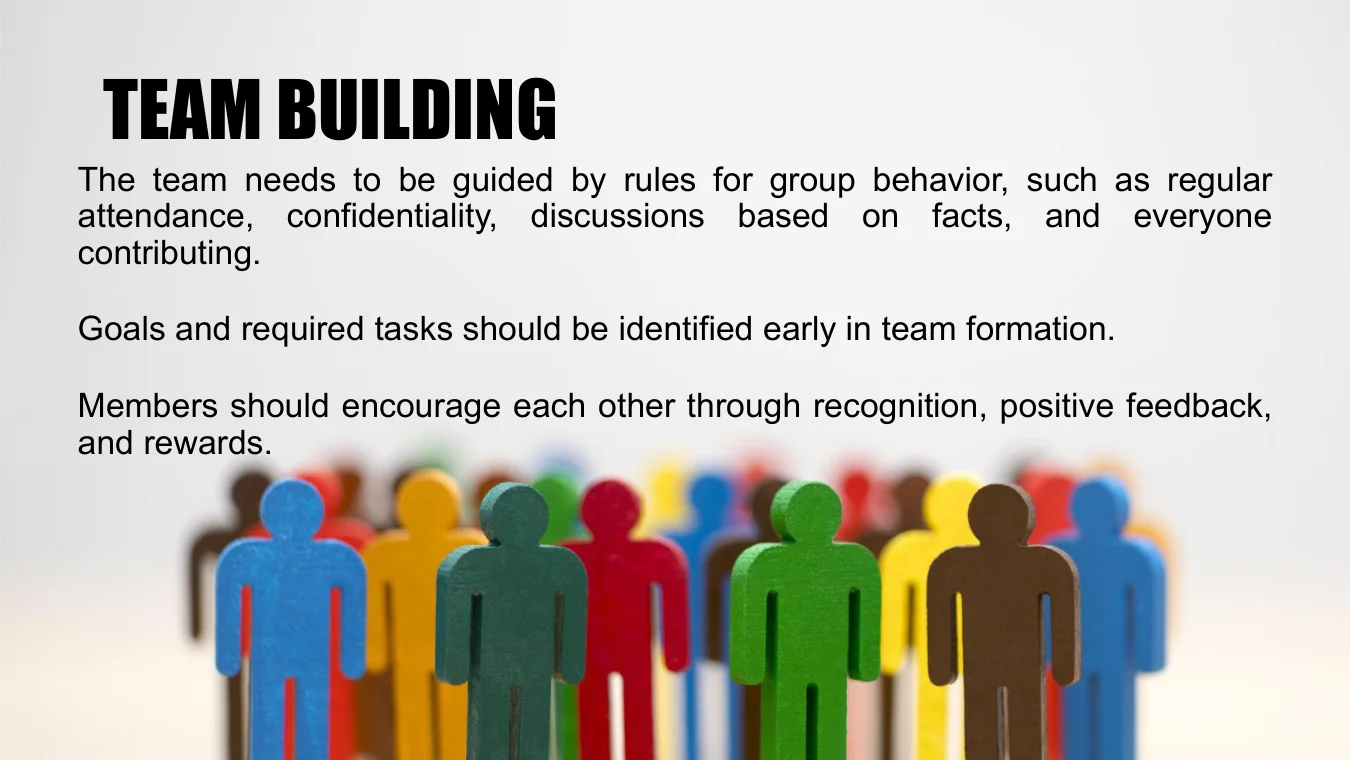 TEAM BUILDING
The team needs to be guided by rules for group behavior, such as regular
attendance, confidentiality, discussions based on facts, and everyone
contributing.
Goals and required tasks should be identified early in team formation.
Members should encourage each other through recognition, positive feedback,
and rewards.